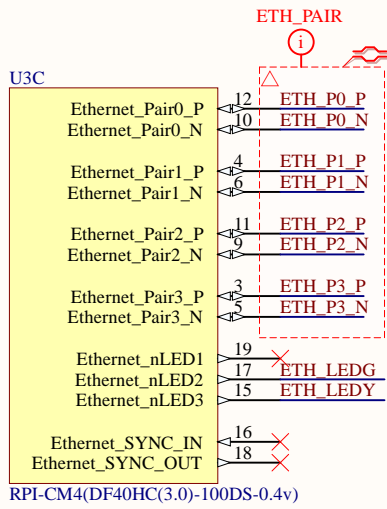 ETH_PAIR
i
U3C
Ethernet_Pair0_P 12 ETH_P0_P
Ethernet_Pair0_N 10 ETH_P0_N
Ethernet_Pair1_P 4 ETH_P1_P
Ethernet_Pair1_N 6 ETH_P1_N
Ethernet_Pair2_P 11 ETH_P2_P
Ethernet_Pair2_N 9 ETH_P2_N
Ethernet_Pair3_P 3 ETH_P3_P
Ethernet_Pair3_N 5 ETH_P3_N
Ethernet_nLED1 19
Ethernet_nLED2 17 ETH_LEDG
Ethernet_nLED3 15 ETH_LEDY
Ethernet_SYNC_IN 16
Ethernet_SYNC_OUT 18
RPI-CM4(DF40HC(3.0)-100DS-0.4v)